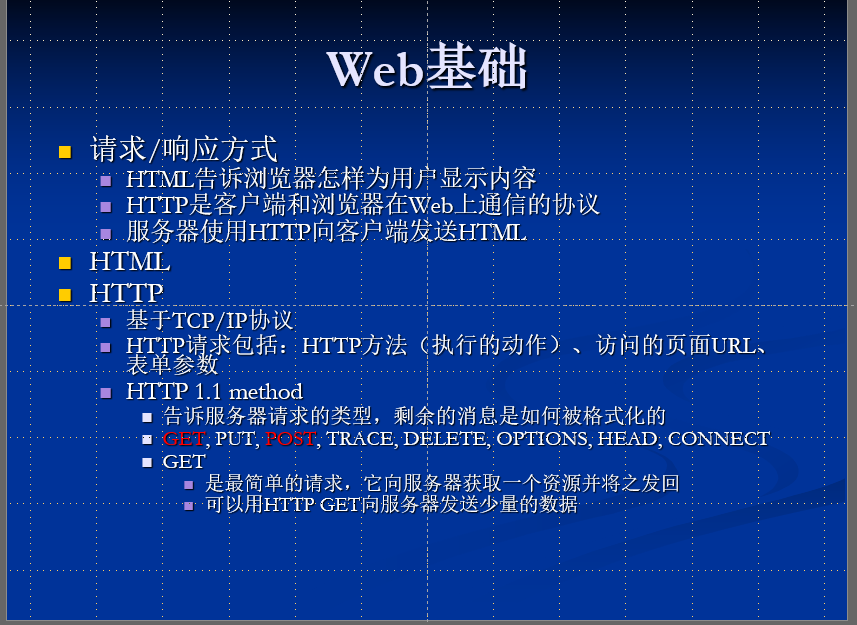 Web基础
请求/响应方式
HTML告诉浏览器怎样为用户显示内容
HTTP是客户端和浏览器在Web上通信的协议
服务器使用HTTP向客户端发送HTML
HTML
HTTP
基于TCP/IP协议
HTTP请求包括：HTTP方法（执行的动作）、访问的页面URL、
表单参数
HTTP 1.1 method
告诉服务器请求的类型，剩余的消息是如何被格式化的
GET, PUT, POST, TRACE, DELETE, OPTIONS, HEAD, CONNECT
GET
是最简单的请求，它向服务器获取一个资源并将之发回
可以用HTTP GET向服务器发送少量的数据